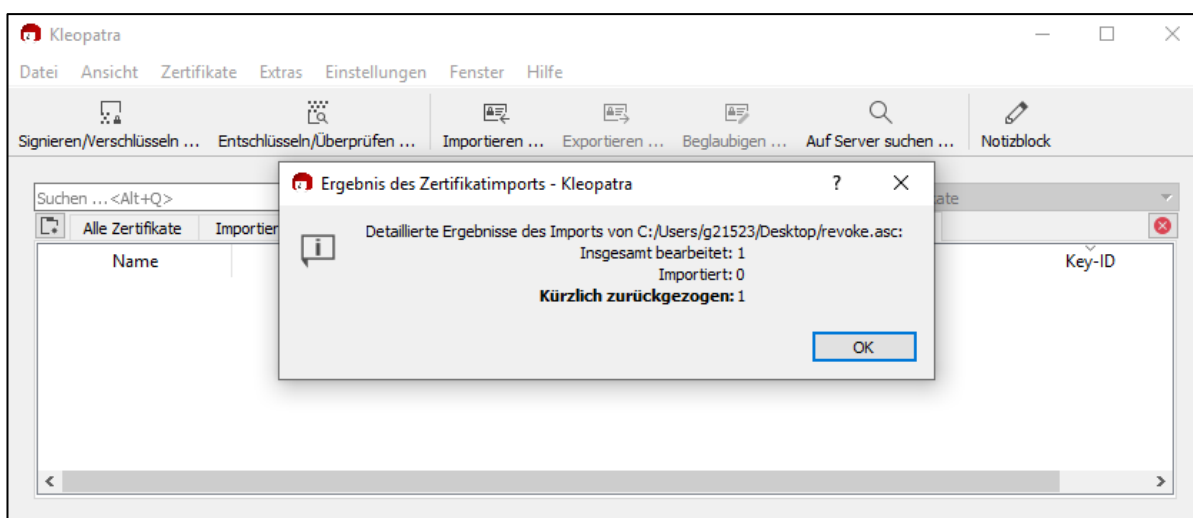 Kleopatra
Datei Ansicht Zertifikate Extras Einstellungen Fenster Hilfe
Signieren/Verschlüsseln ... Entschlüsseln/Überprüfen ... Importieren ... Exportieren ... Beglaubigen ... Auf Server suchen ... Notizblock
Ergebnis des Zertifikatimports - Kleopatra
Suchen ...<Alt+Q>
Alle Zertifikate
Name
Key-ID
Detaillierte Ergebnisse des Imports von C:/Users/g21523/Desktop/revoke.asc:
Insgesamt bearbeitet: 1
Importiert: 0
Kürzlich zurückgezogen: 1
OK